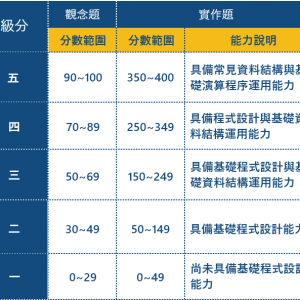 級分 觀念題 實作題
分數範圍 分數範圍 能力說明
五 90~100 350~400 具備常見資料結構與基
礎演算程序運用能力
四 70~89 250~349 具備程式設計與基礎資
料結構運用能力
三 50~69 150~249 具備基礎程式設計與基
礎資料結構運用能力
二 30~49 50~149 具備基礎程式設計能力
一 0~29 0~49 尚未具備基礎程式設計
能力